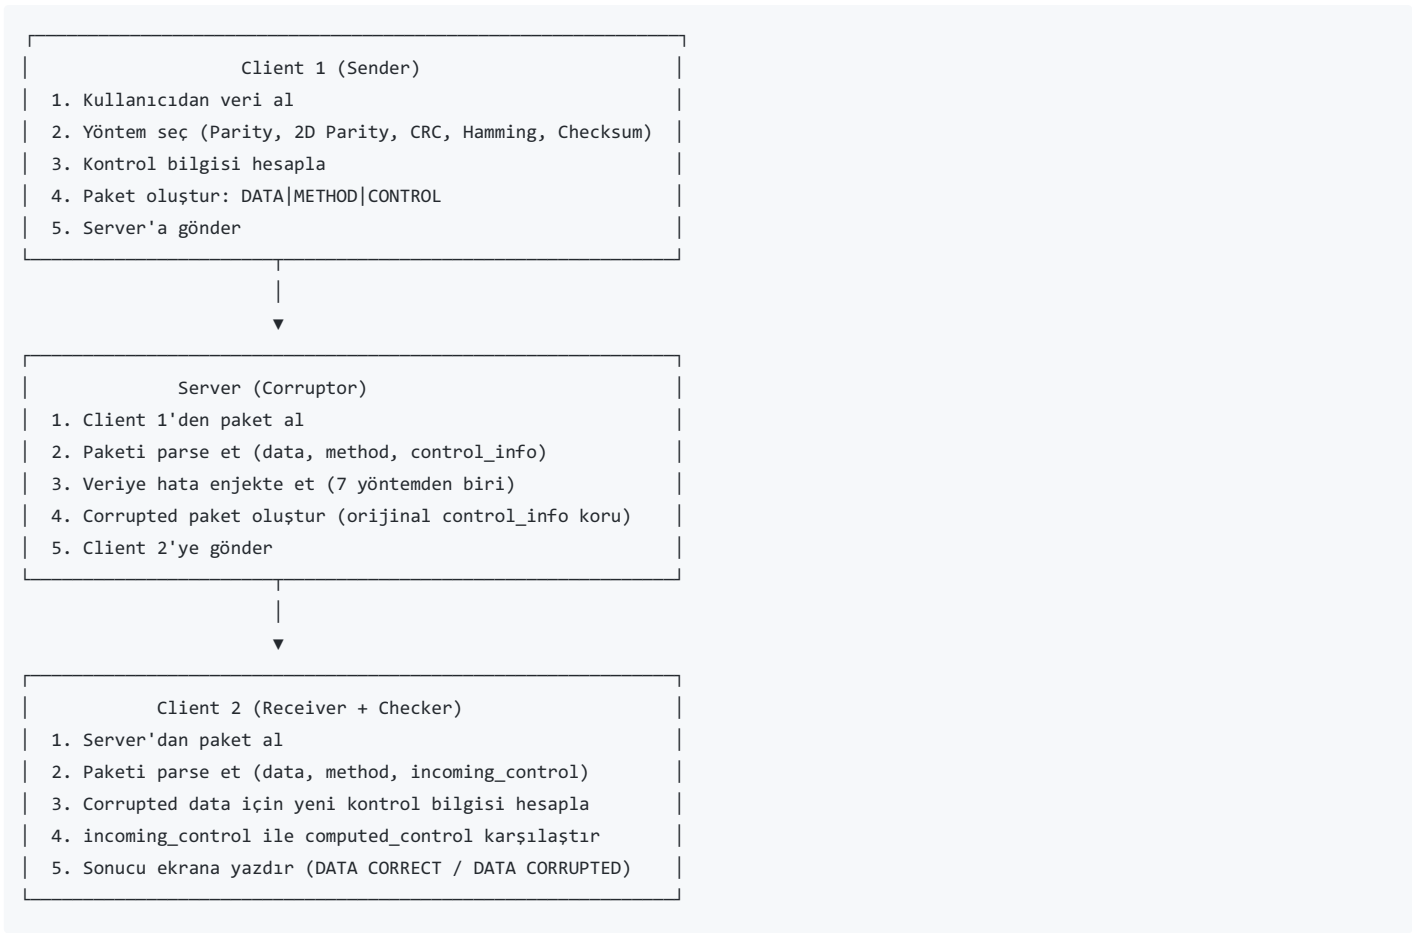 Client 1 (Sender)
1. Kullanıcıdan veri al
2. Yöntem seç (Parity, 2D Parity, CRC, Hamming, Checksum)
3. Kontrol bilgisi hesapla
4. Paket oluştur: DATA|METHOD|CONTROL
5. Server'a gönder
Server (Corruptor)
1. Client 1'den paket al
2. Paketi parse et (data, method, control_info)
3. Veriye hata enjekte et (7 yöntemden biri)
4. Corrupted paket oluştur (orijinal control_info koru)
5. Client 2'ye gönder
Client 2 (Receiver + Checker)
1. Server'dan paket al
2. Paketi parse et (data, method, incoming_control)
3. Corrupted data için yeni kontrol bilgisi hesapla
4. incoming_control ile computed_control karşılaştır
5. Sonucu ekrana yazdır (DATA CORRECT / DATA CORRUPTED)